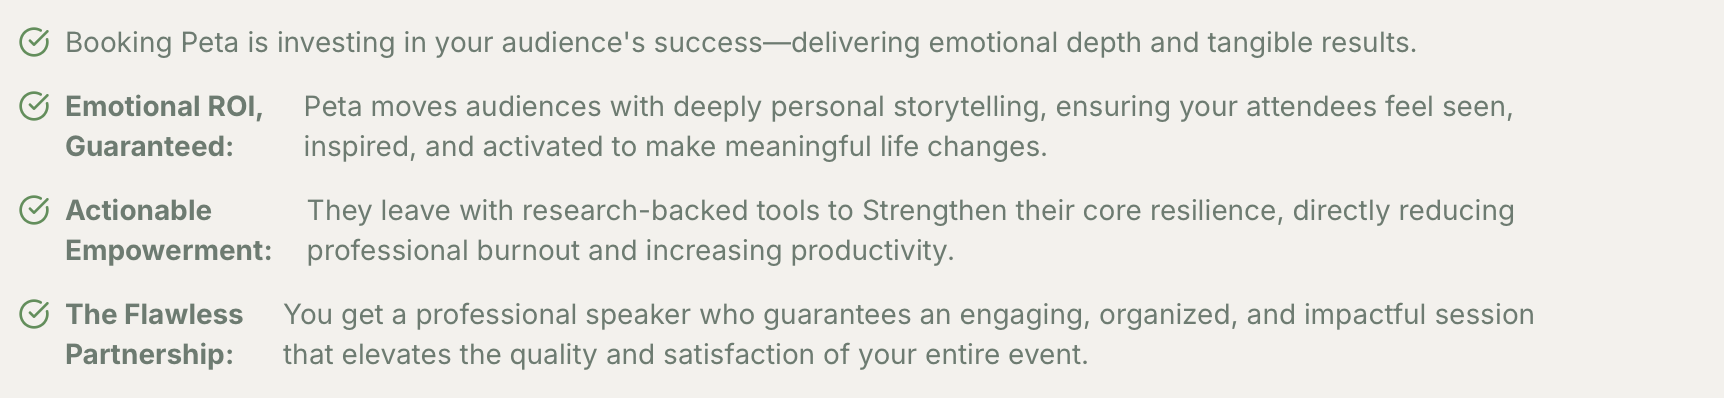 Booking Peta is investing in your audience's success—delivering emotional depth and tangible results.
Emotional ROI, Guaranteed:
Peta moves audiences with deeply personal storytelling, ensuring your attendees feel seen,
inspired, and activated to make meaningful life changes.
Actionable Empowerment:
They leave with research-backed tools to Strengthen their core resilience, directly reducing
professional burnout and increasing productivity.
The Flawless Partnership:
You get a professional speaker who guarantees an engaging, organized, and impactful session
that elevates the quality and satisfaction of your entire event.